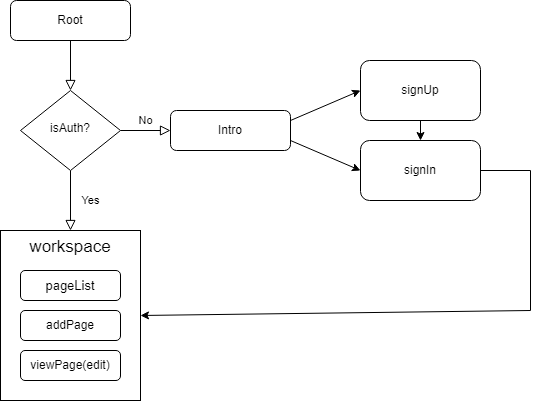 Root
isAuth?
No
Intro
signUp
signIn
Yes
workspace
pageList
addPage
viewPage(edit)